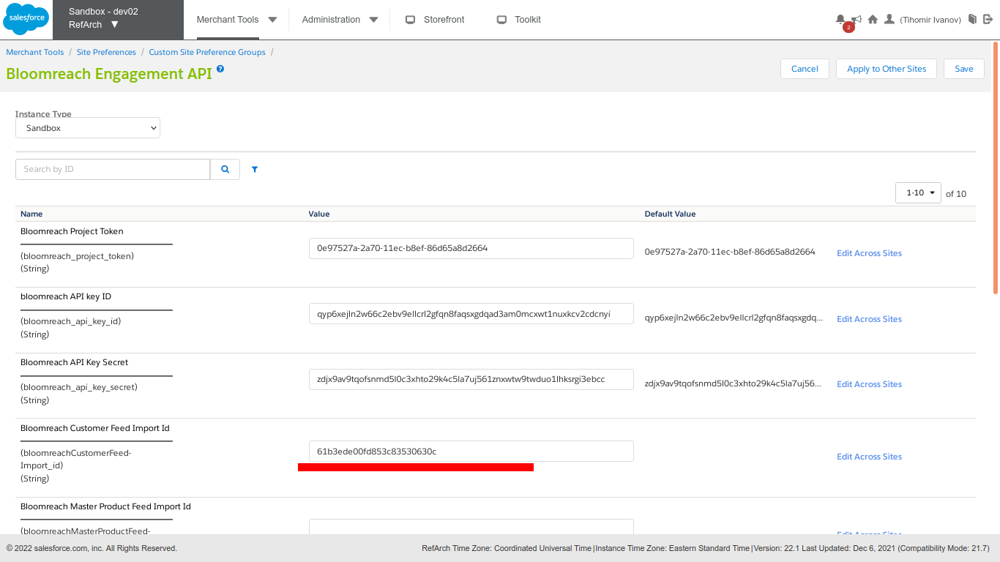 salesforce
Sandbox - dev02
RefArch
Merchant Tools
Administration
Storefront
Toolkit
2
(Tihomir Ivanov)
Merchant Tools / Site Preferences / Custom Site Preference Groups /
Bloomreach Engagement API ?
Cancel
Apply to Other Sites
Save
Instance Type
Sandbox
Search by ID
1-10 of 10
Name Value Default Value
Bloomreach Project Token
(bloomreach_project_token)
(String)
0e97527a-2a70-11ec-b8ef-86d65a8d2664
0e97527a-2a70-11ec-b8ef-86d65a8d2664
Edit Across Sites
bloomreach API key ID
(bloomreach_api_key_id)
(String)
qyp6xejln2w66c2ebv9ellcrl2gfqn8faqsxgdqad3am0mcxwt1nuxkcv2cdcnyi
qyp6xejln2w66c2ebv9ellcrl2gfqn8faqsxgdq...
Edit Across Sites
Bloomreach API Key Secret
(bloomreach_api_key_secret)
(String)
zdjx9av9tqofsnmd5l0c3xhto29k4c5la7uj561znxwtw9twduo1lhksrgi3ebcc
zdjx9av9tqofsnmd5l0c3xhto29k4c5la7uj56...
Edit Across Sites
Bloomreach Customer Feed Import Id
(bloomreachCustomerFeed-
Import_id)
(String)
61b3ede00fd853c83530630c
Edit Across Sites
Bloomreach Master Product Feed Import Id
(bloomreachMasterProductFeed-
Edit Across Sites
© 2022 salesforce.com, inc. All Rights Reserved.
RefArch Time Zone: Coordinated Universal Time | Instance Time Zone: Eastern Standard Time | Version: 22.1 Last Updated: Dec 6, 2021 (Compatibility Mode: 21.7)